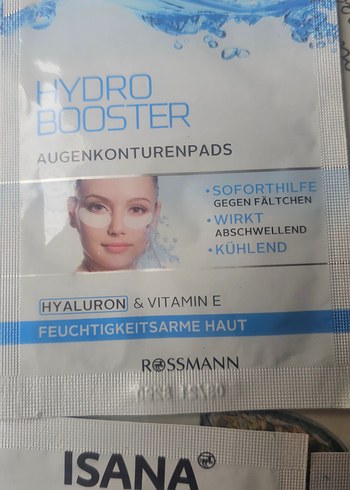 HYDRO
BOOSTER
AUGENKONTURENPADS
• SOFORTHILFE
GEGEN FÄLTCHEN
• WIRKT
ABSCHWELLEND
• KÜHLEND
HYALURON & VITAMIN E
FEUCHTIGKEITSARME HAUT
ROSSMANN
ISANA®